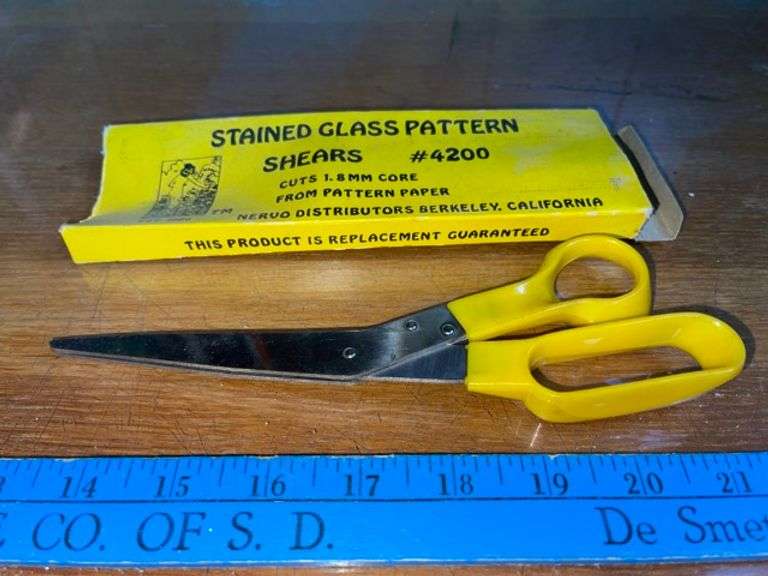 STAINED GLASS PATTERN
SHEARS #4200
CUTS 1.8MM CORE
FROM PATTERN PAPER
TM NERVO DISTRIBUTORS BERKELEY, CALIFORNIA
THIS PRODUCT IS REPLACEMENT GUARANTEED
14 15 16 17 18 19 20 21
CO. OF S. D. De Smet